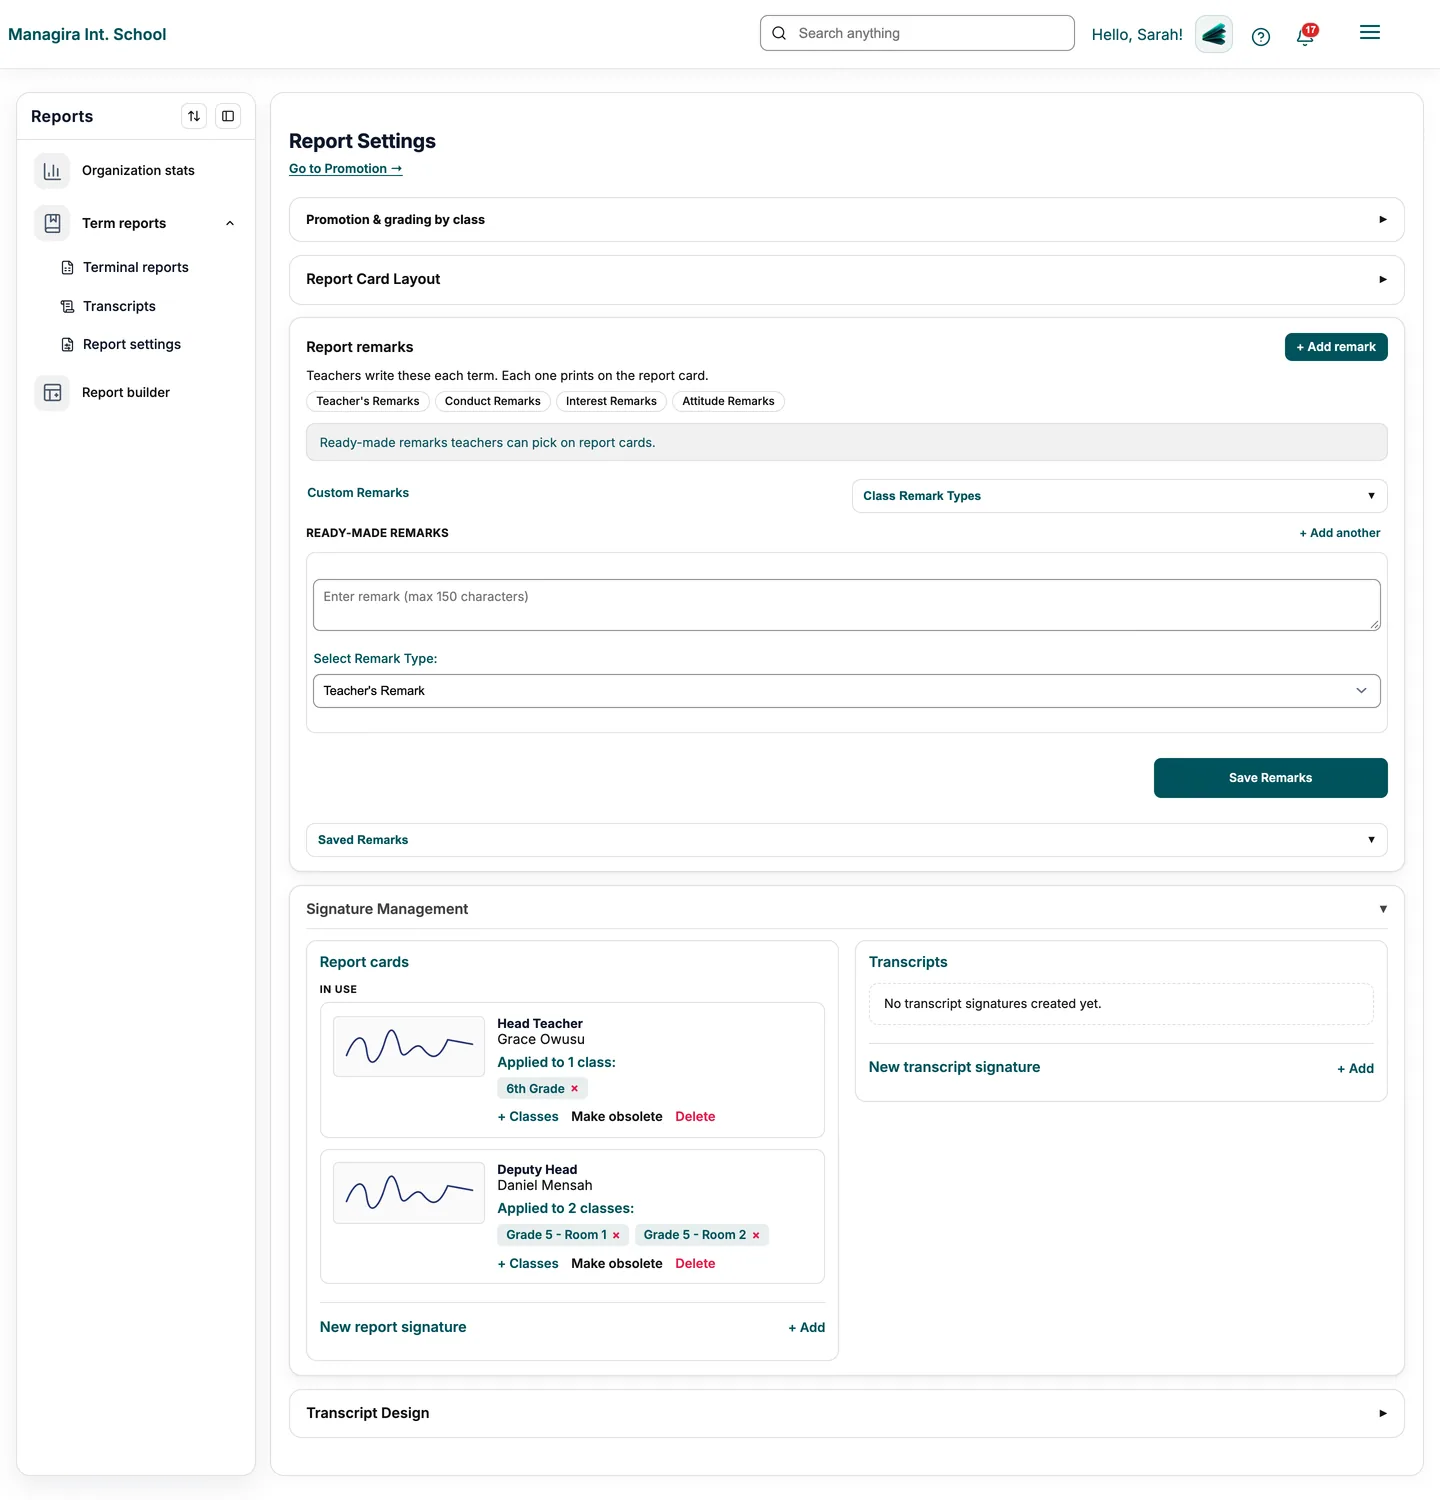 Managira Int. School
Search anything
Hello, Sarah!
17
Reports
Organization stats
Term reports
Terminal reports
Transcripts
Report settings
Report builder
Report Settings
Go to Promotion →
Promotion & grading by class
Report Card Layout
Report remarks
+ Add remark
Teachers write these each term. Each one prints on the report card.
Teacher's Remarks
Conduct Remarks
Interest Remarks
Attitude Remarks
Ready-made remarks teachers can pick on report cards.
Custom Remarks
Class Remark Types
READY-MADE REMARKS
+ Add another
Enter remark (max 150 characters)
Select Remark Type:
Teacher's Remark
Save Remarks
Saved Remarks
Signature Management
Report cards
IN USE
Head Teacher
Grace Owusu
Applied to 1 class:
6th Grade ×
+ Classes Make obsolete Delete
Deputy Head
Daniel Mensah
Applied to 2 classes:
Grade 5 - Room 1 × Grade 5 - Room 2 ×
+ Classes Make obsolete Delete
New report signature
+ Add
Transcripts
No transcript signatures created yet.
New transcript signature
+ Add
Transcript Design